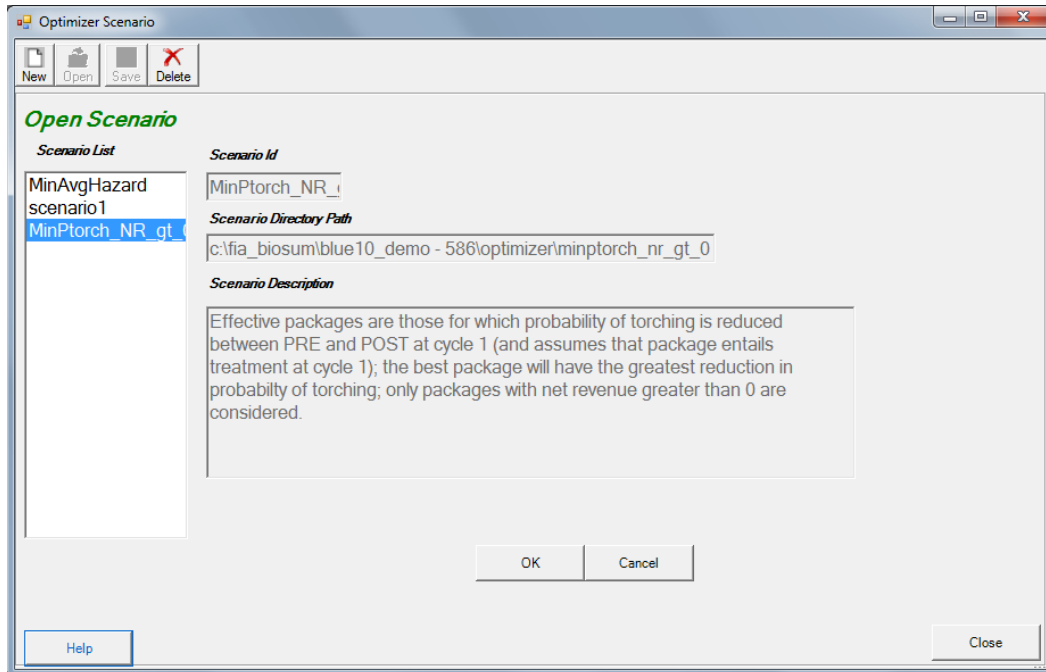 Optimizer Scenario
New Open Save Delete
Open Scenario
Scenario List
MinAvgHazard
scenario1
MinPtorch_NR_gt_0
Scenario Id
MinPtorch_NR_
Scenario Directory Path
c:\fia_biosum\blue10_demo - 586\optimizer\minptorch_nr_gt_0
Scenario Description
Effective packages are those for which probability of torching is reduced
between PRE and POST at cycle 1 (and assumes that package entails
treatment at cycle 1); the best package will have the greatest reduction in
probabilty of torching; only packages with net revenue greater than 0 are
considered.
OK Cancel
Help Close